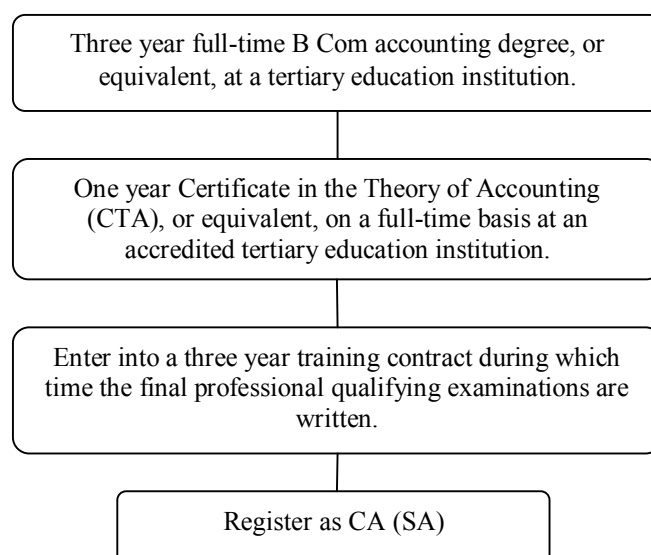 Three year full-time B Com accounting degree, or
equivalent, at a tertiary education institution.
One year Certificate in the Theory of Accounting
(CTA), or equivalent, on a full-time basis at an
accredited tertiary education institution.
Enter into a three year training contract during which
time the final professional qualifying examinations are
written.
Register as CA (SA)